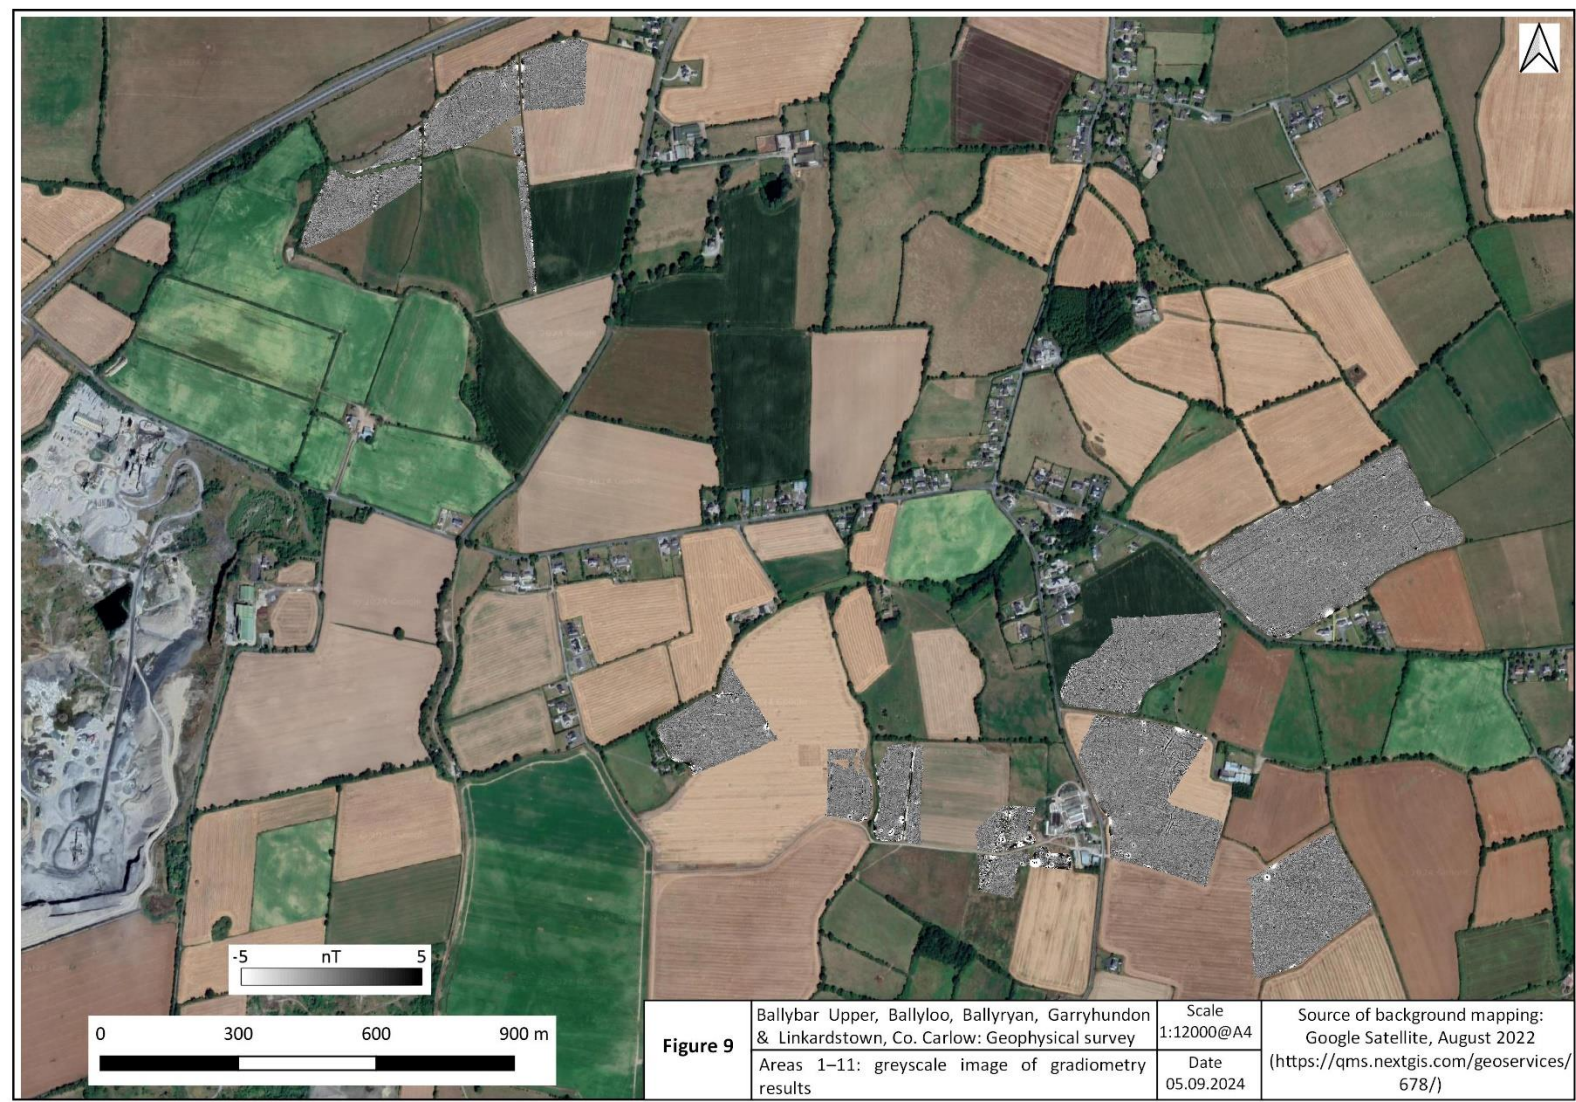 -5 nT 5
0 300 600 900 m
Figure 9
Ballybar Upper, Ballyloo, Ballyryan, Garryhundon
& Linkardstown, Co. Carlow: Geophysical survey
Areas 1–11: greyscale image of gradiometry
results
Scale
1:12000@A4
Date
05.09.2024
Source of background mapping:
Google Satellite, August 2022
(https://qms.nextgis.com/geoservices/
678/)